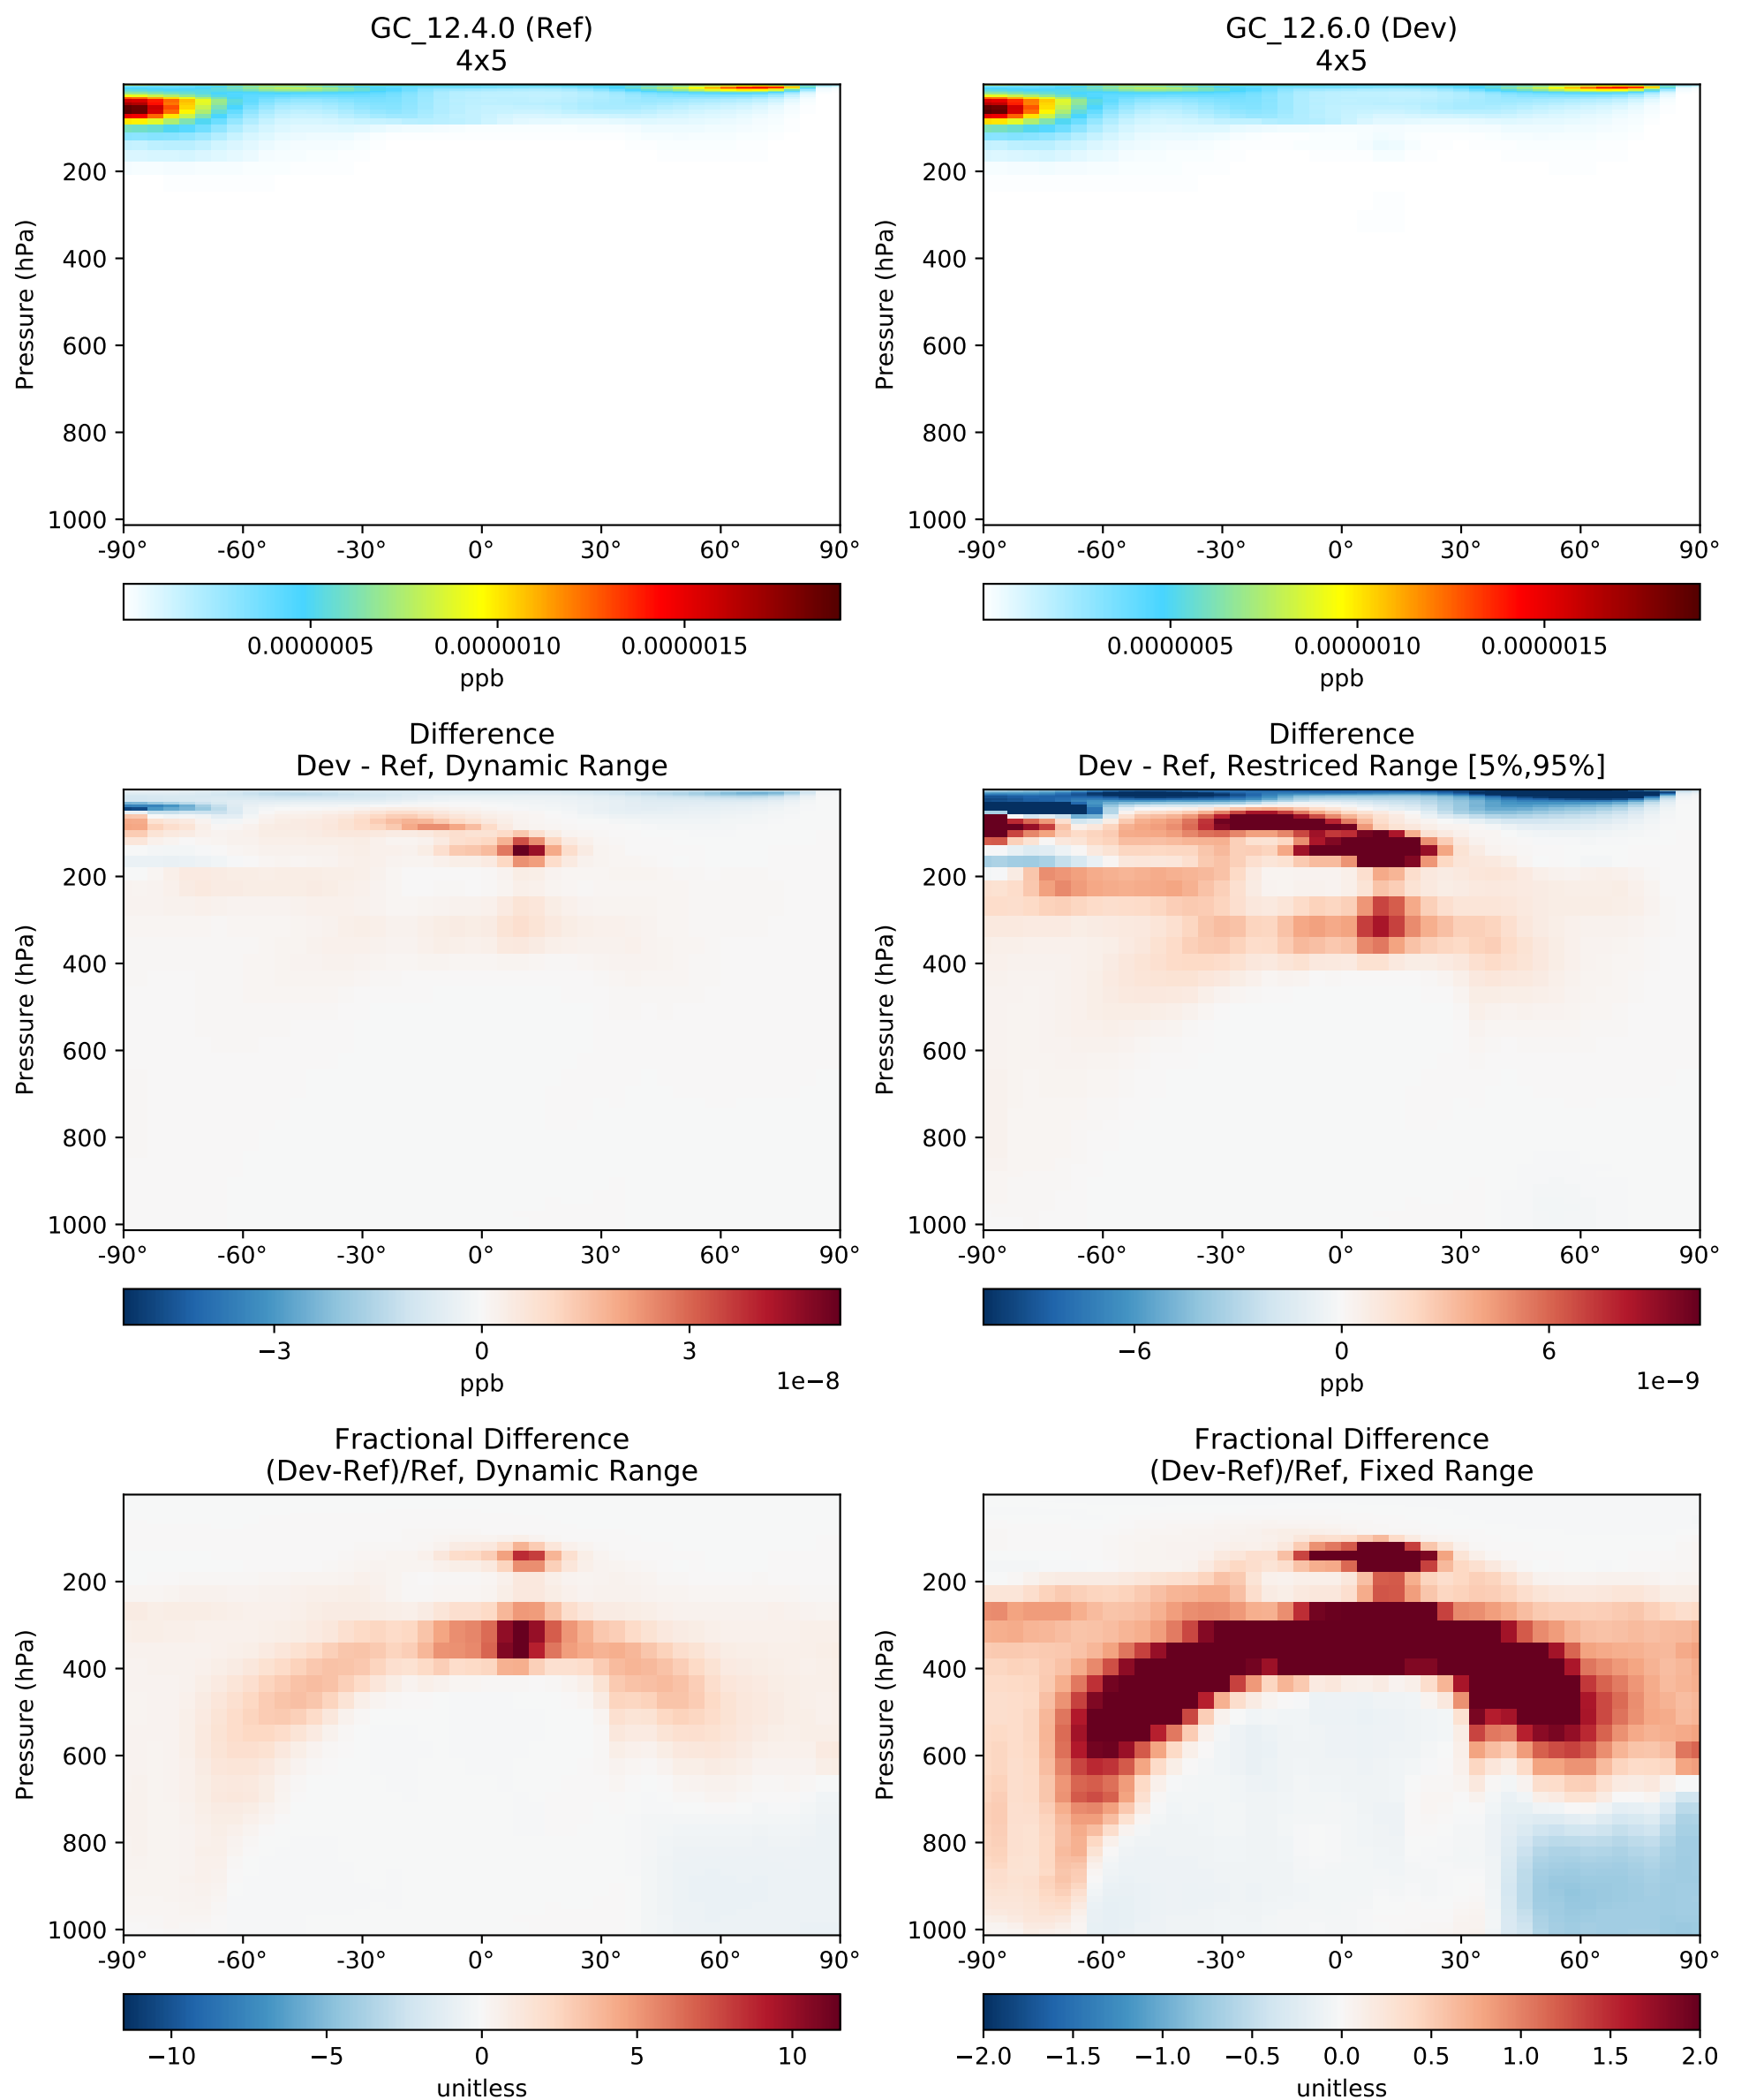 GC_12.4.0 (Ref)
4x5
Pressure (hPa)
200
400
600
800
1000
-90° -60° -30° 0° 30° 60° 90°
0.0000005 0.0000010 0.0000015
ppb
GC_12.6.0 (Dev)
4x5
Pressure (hPa)
200
400
600
800
1000
-90° -60° -30° 0° 30° 60° 90°
0.0000005 0.0000010 0.0000015
ppb
Difference
Dev - Ref, Dynamic Range
Pressure (hPa)
200
400
600
800
1000
-90° -60° -30° 0° 30° 60° 90°
−3 0 3
ppb 1e−8
Difference
Dev - Ref, Restriced Range [5%,95%]
Pressure (hPa)
200
400
600
800
1000
-90° -60° -30° 0° 30° 60° 90°
−6 0 6
ppb 1e−9
Fractional Difference
(Dev-Ref)/Ref, Dynamic Range
Pressure (hPa)
200
400
600
800
1000
-90° -60° -30° 0° 30° 60° 90°
−10 −5 0 5 10
unitless
Fractional Difference
(Dev-Ref)/Ref, Fixed Range
Pressure (hPa)
200
400
600
800
1000
-90° -60° -30° 0° 30° 60° 90°
−2.0 −1.5 −1.0 −0.5 0.0 0.5 1.0 1.5 2.0
unitless